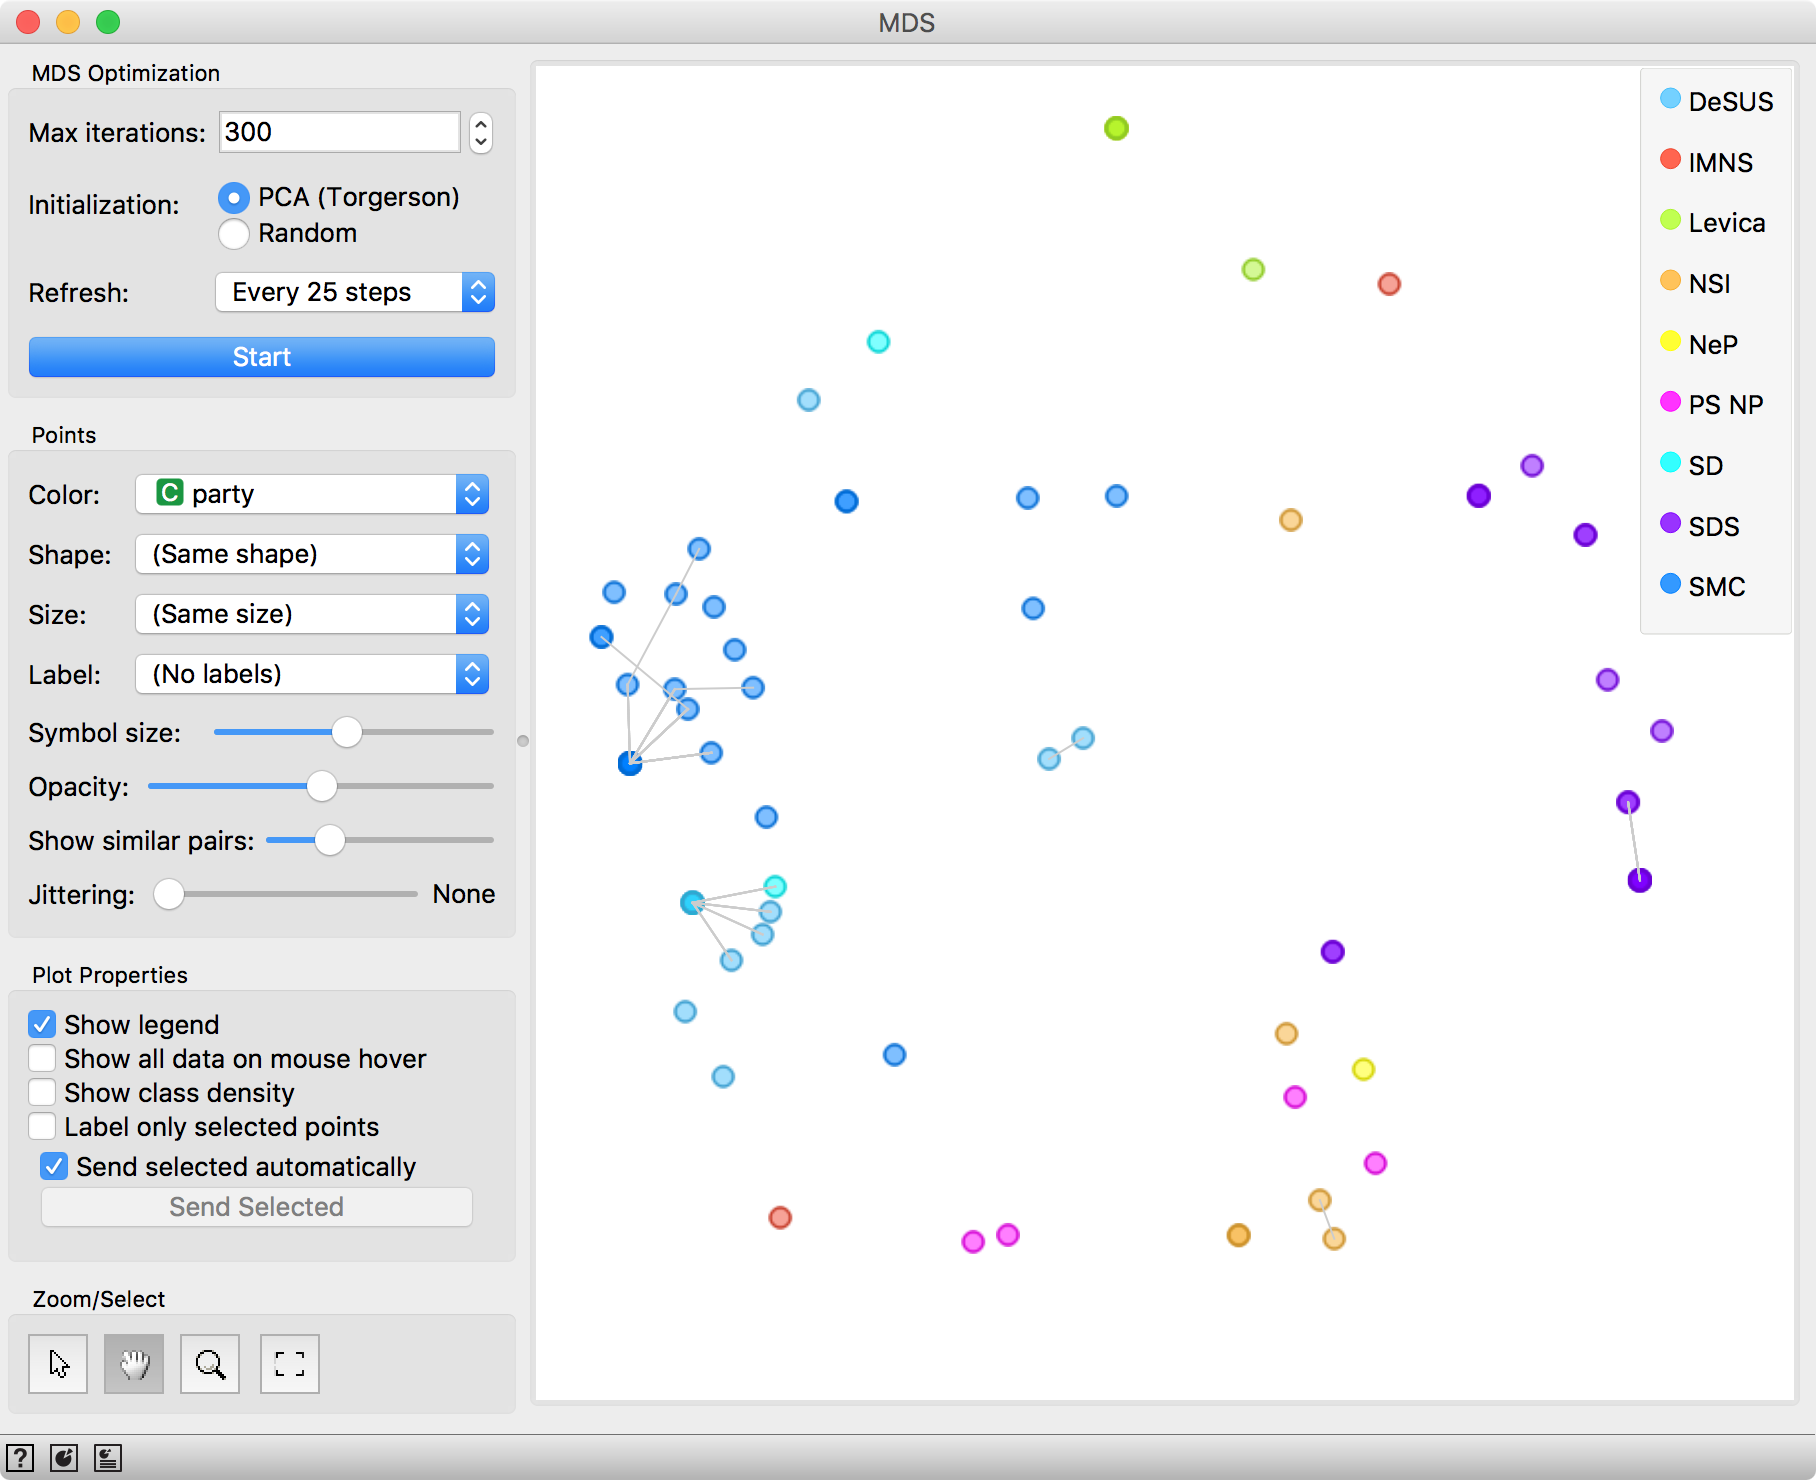 MDS
MDS Optimization
Max iterations: 300
Initialization: PCA (Torgerson)
Random
Refresh: Every 25 steps
Start
Points
Color: C party
Shape: (Same shape)
Size: (Same size)
Label: (No labels)
Symbol size:
Opacity:
Show similar pairs:
Jittering: None
Plot Properties
Show legend
Show all data on mouse hover
Show class density
Label only selected points
Send selected automatically
Send Selected
Zoom/Select
?
DeSUS
IMNS
Levica
NSI
NeP
PS NP
SD
SDS
SMC